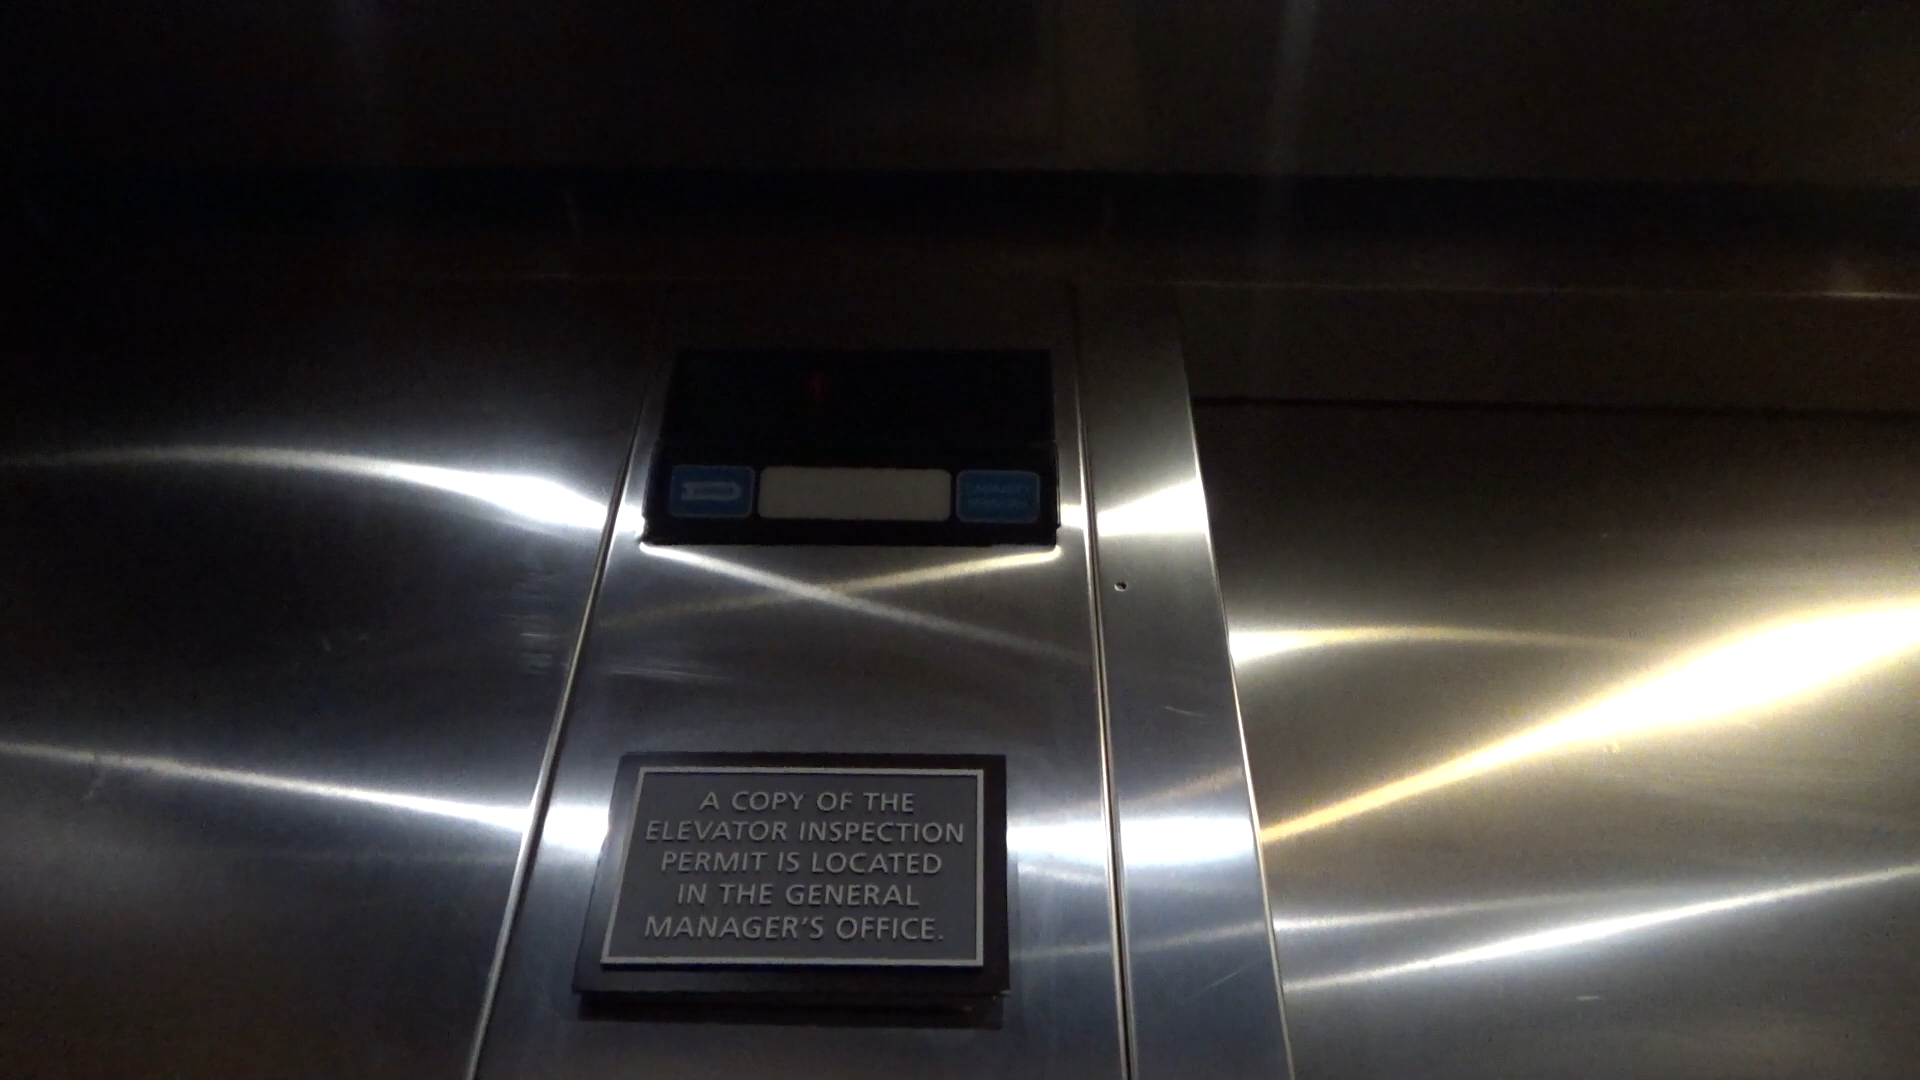 A COPY OF THE
ELEVATOR INSPECTION
PERMIT IS LOCATED
IN THE GENERAL
MANAGER'S OFFICE.